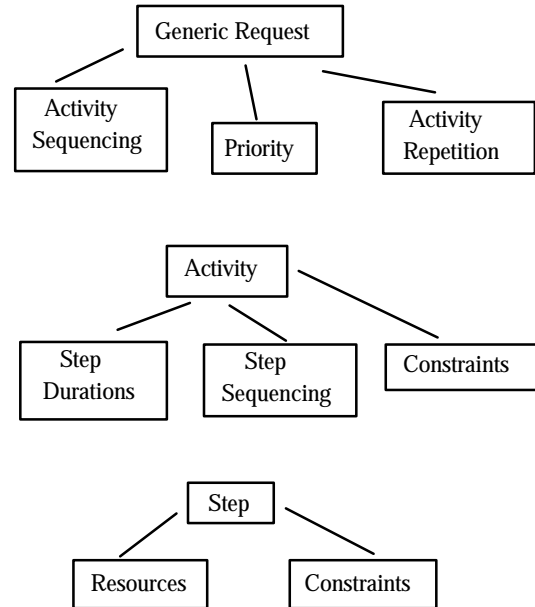 Generic Request
Activity
Sequencing
Priority
Activity
Repetition
Activity
Step
Durations
Step
Sequencing
Constraints
Step
Resources
Constraints